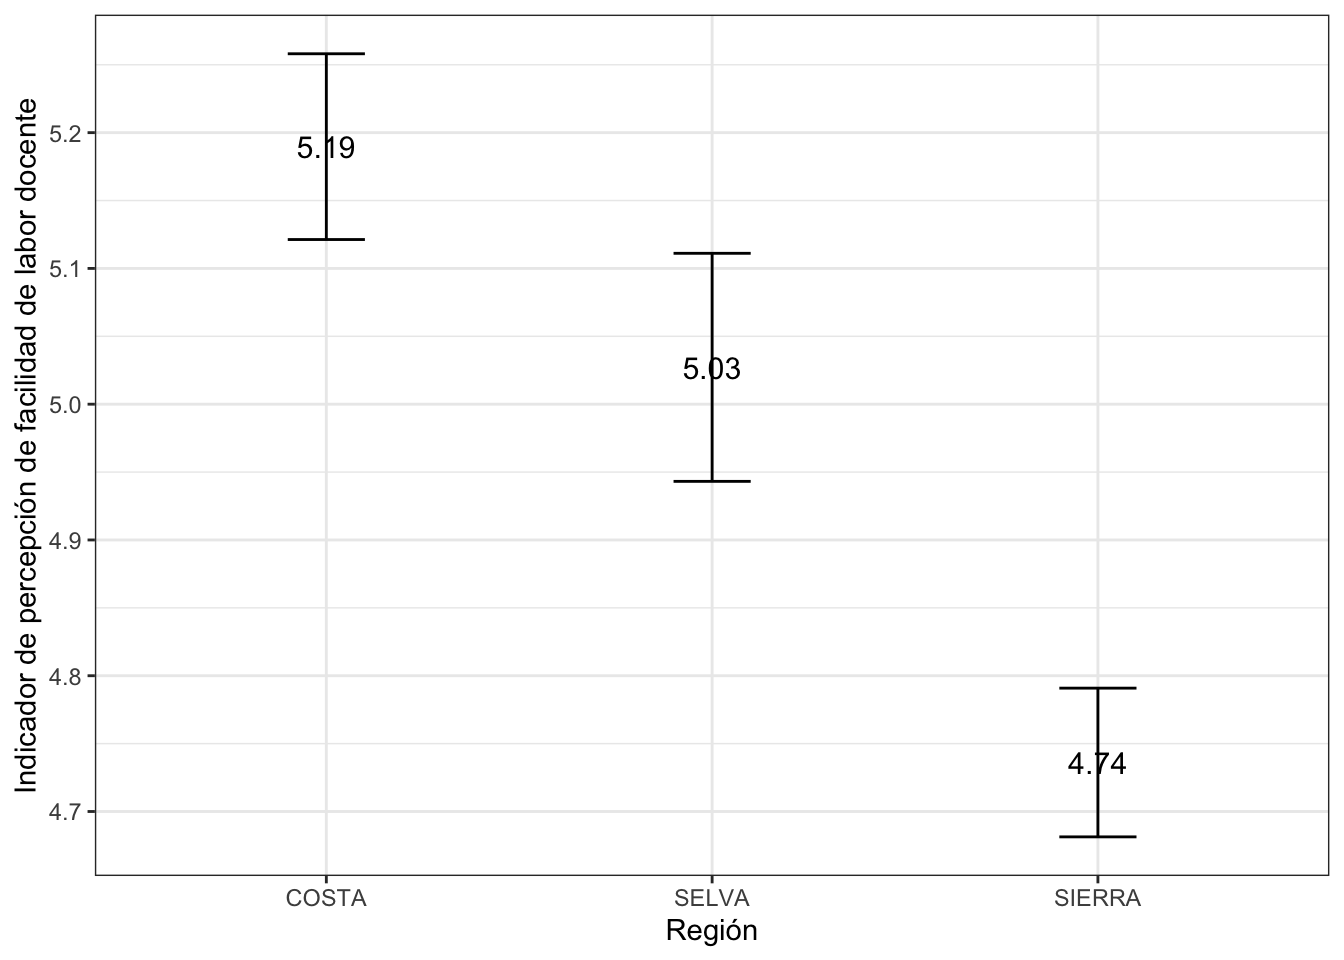 Indicador de percepción de facilidad de labor docente
5.2
5.1
5.0
4.9
4.8
4.7
5.19
5.03
4.74
COSTA
SELVA
SIERRA
Región